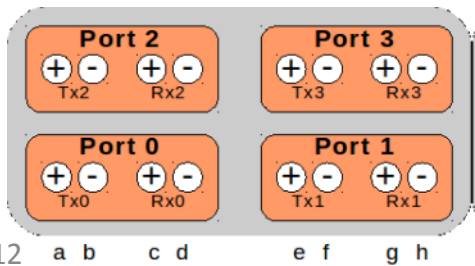 Port 2 Port 3
+ - + - + - + -
Tx2 Rx2 Tx3 Rx3
Port 0 Port 1
+ - + - + - + -
Tx0 Rx0 Tx1 Rx1
12 a b c d e f g h